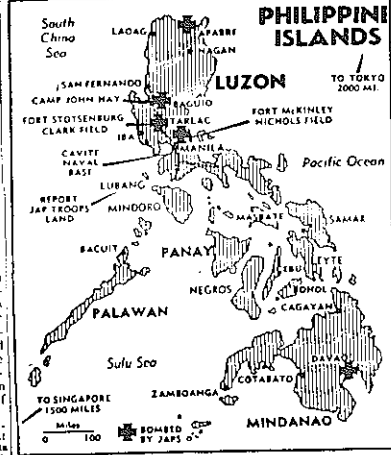 PHILIPPINE
ISLANDS
South
China
Sea
LAOAG
APARRI
NAGAN
SAN FERNANDO
LUZON
TO TOKYO
2000 MI.
CAMP JOHN HAY
BAGUIO
FORT STOTSENBURG
CLARK FIELD
TARLAC
FORT McKINLEY
NICHOLS FIELD
IBA
MANILA
CAVITE
NAVAL
BASE
Pacific Ocean
LUBANG
REPORT
JAP TROOPS
LAND
MINDORO
MASBATE
SAMAR
BACUIT
PANAY
LEYTE
CEBU
NEGROS
BOHOL
CAGAYAN
PALAWAN
Sulu Sea
DAVAO
COTABATO
ZAMBOANGA
TO SINGAPORE
1500 MILES
MINDANAO
Miles
0 100
BOMBED
BY JAPS